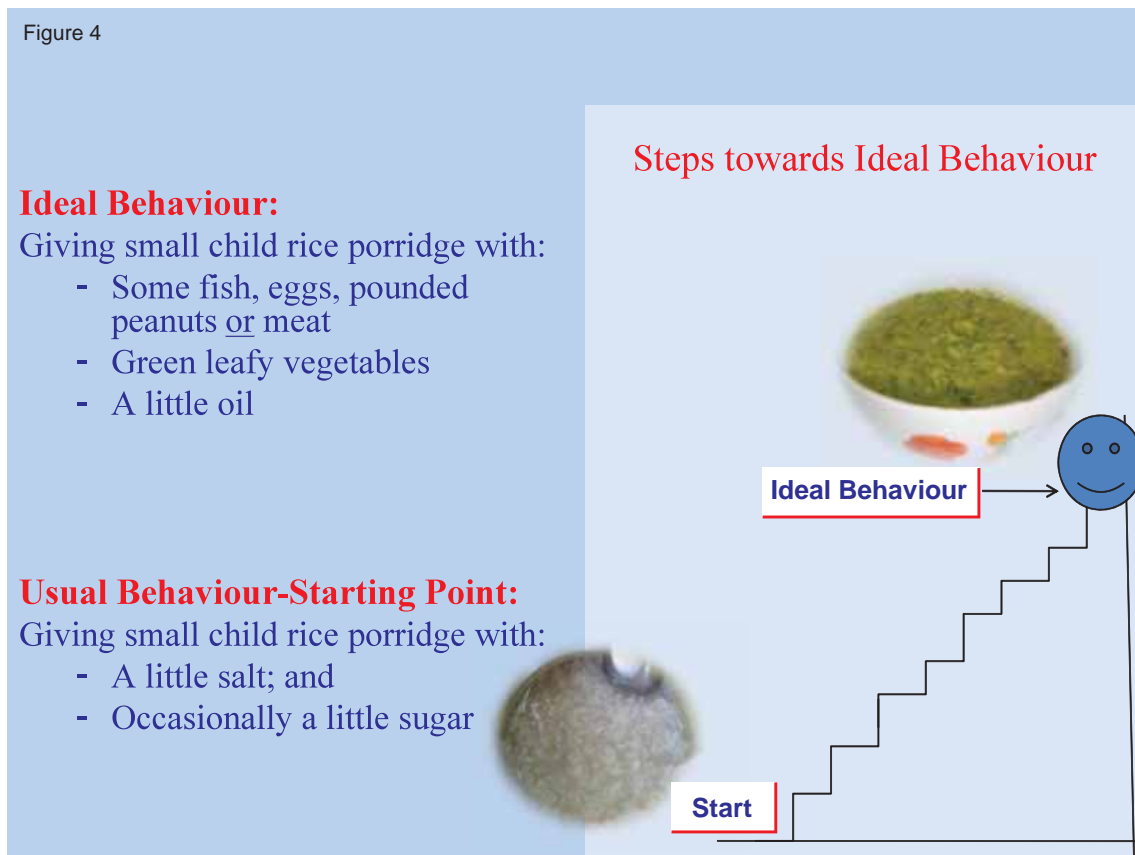 Figure 4
Steps towards Ideal Behaviour
Ideal Behaviour:
Giving small child rice porridge with:
- Some fish, eggs, pounded
peanuts or meat
- Green leafy vegetables
- A little oil
Ideal Behaviour
Usual Behaviour-Starting Point:
Giving small child rice porridge with:
- A little salt; and
- Occasionally a little sugar
Start